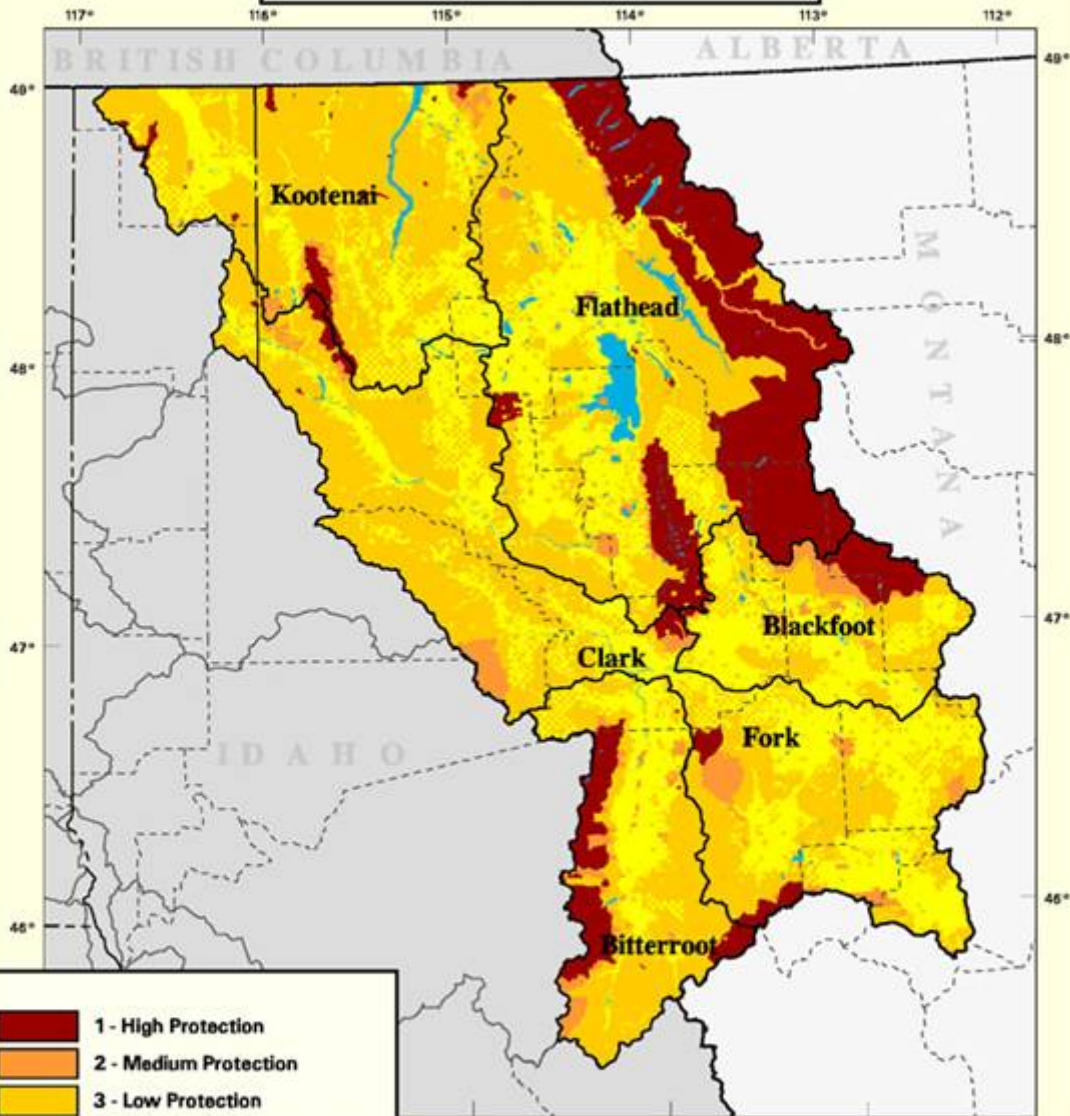 117° 116° 115° 114° 113° 112°
BRITISH COLUMBIA ALBERTA
49° 49°
Kootenai
MONTANA
Flathead
48° 48°
47° Blackfoot 47°
Clark
Fork
IDAHO
46° 46°
Bitterroot
1 - High Protection
2 - Medium Protection
3 - Low Protection